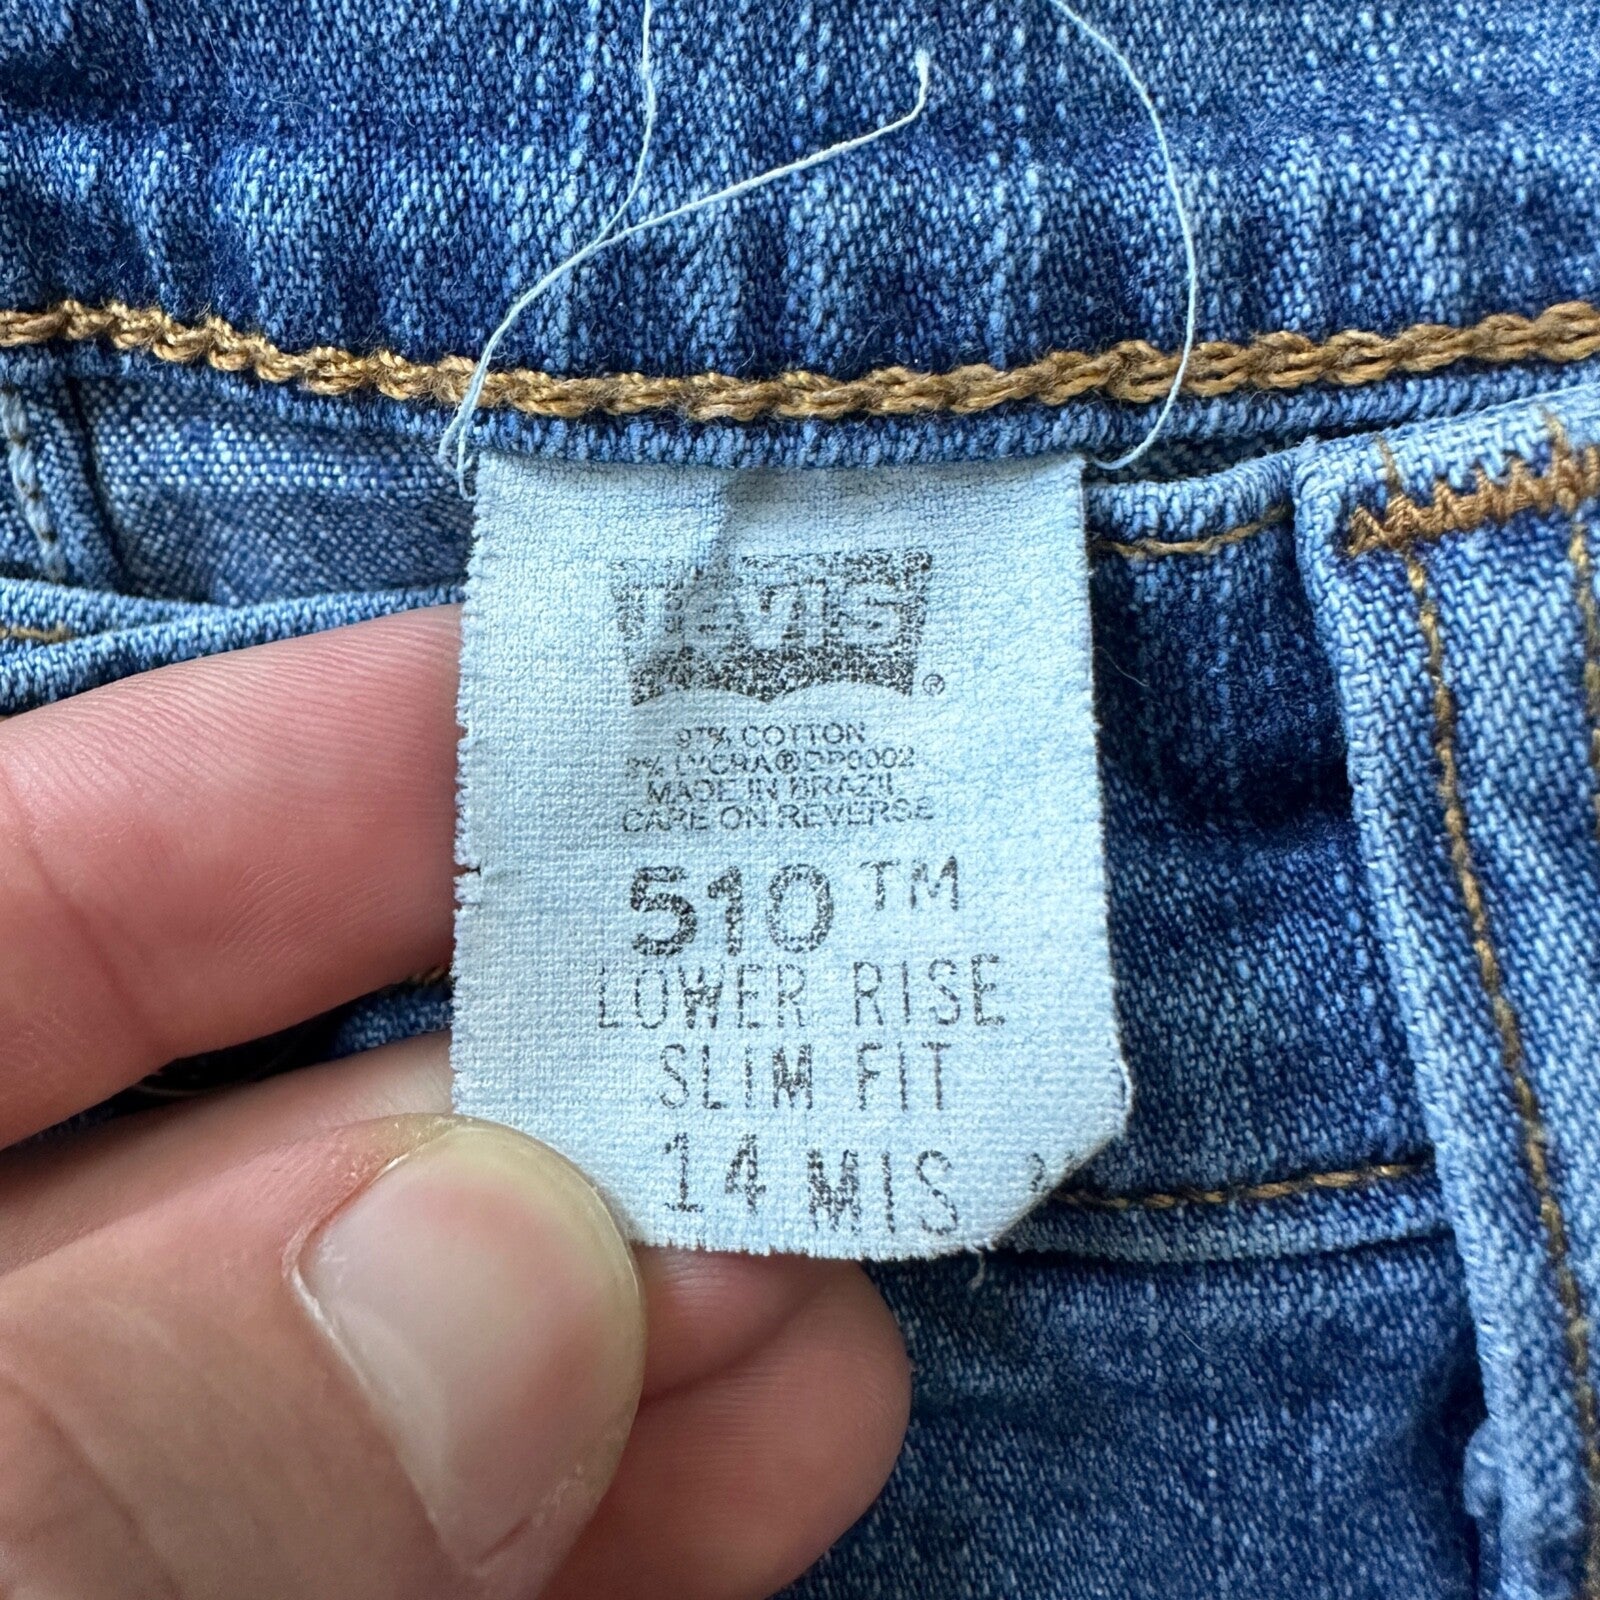 LEVI'S ®
97% COTTON
3% LYCRA®DP0002
MADE IN BRAZIL
CARE ON REVERSE
510 ™
LOWER RISE
SLIM FIT
14 MIS